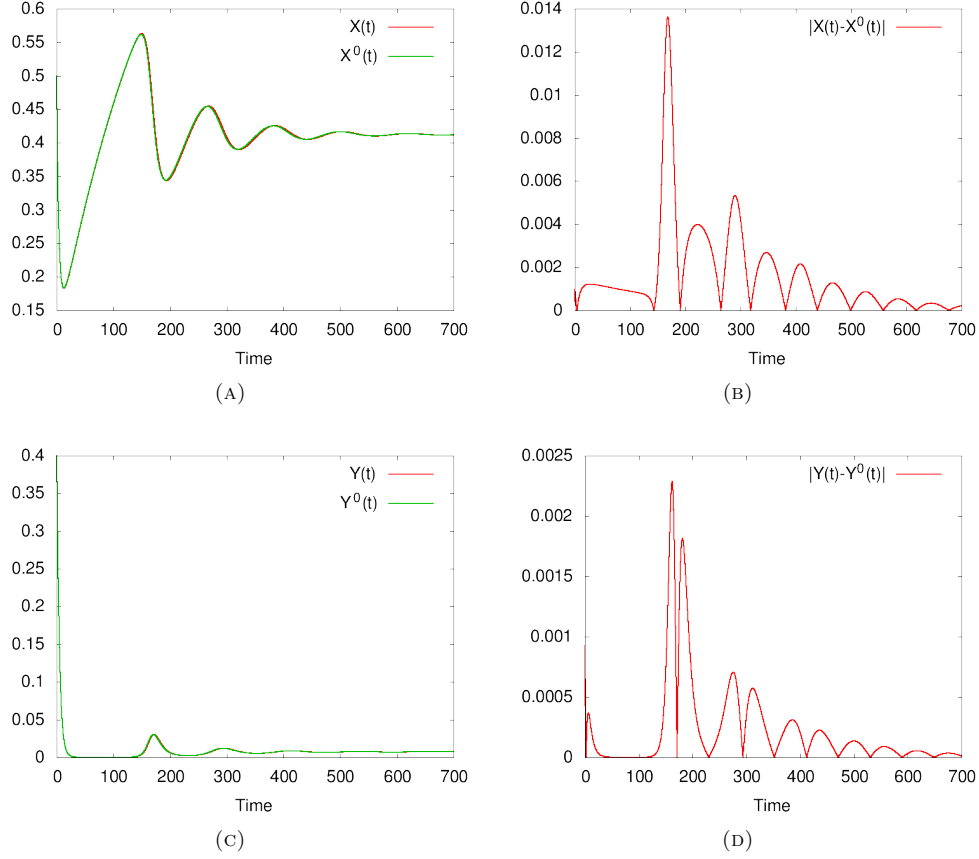 0.6
0.55
0.5
0.45
0.4
0.35
0.3
0.25
0.2
0.15
0 100 200 300 400 500 600 700
X(t)
X⁰(t)
Time
(A)
0.014
0.012
0.01
0.008
0.006
0.004
0.002
0
0 100 200 300 400 500 600 700
|X(t)-X⁰(t)|
Time
(B)
0.4
0.35
0.3
0.25
0.2
0.15
0.1
0.05
0
0 100 200 300 400 500 600 700
Y(t)
Y⁰(t)
Time
(C)
0.0025
0.002
0.0015
0.001
0.0005
0
0 100 200 300 400 500 600 700
|Y(t)-Y⁰(t)|
Time
(D)